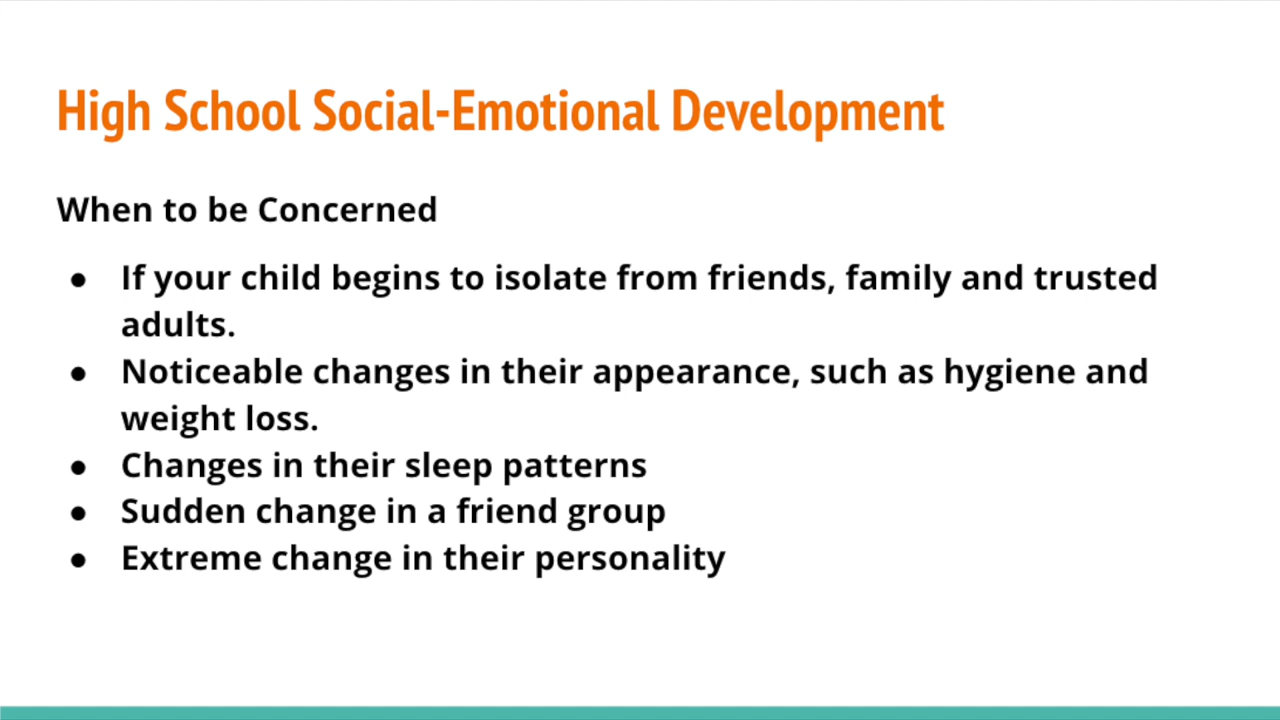 High School Social-Emotional Development
When to be Concerned
● If your child begins to isolate from friends, family and trusted
adults.
● Noticeable changes in their appearance, such as hygiene and
weight loss.
● Changes in their sleep patterns
● Sudden change in a friend group
● Extreme change in their personality